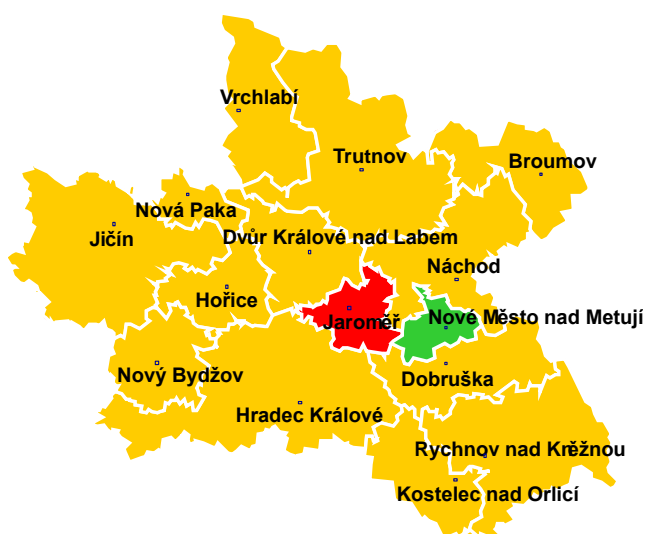 Vrchlabí
Trutnov
Broumov
Nová Paka
Jičín
Dvůr Králové nad Labem
Náchod
Hořice
Jaroměř
Nové Město nad Metují
Nový Bydžov
Dobruška
Hradec Králové
Rychnov nad Kněžnou
Kostelec nad Orlicí